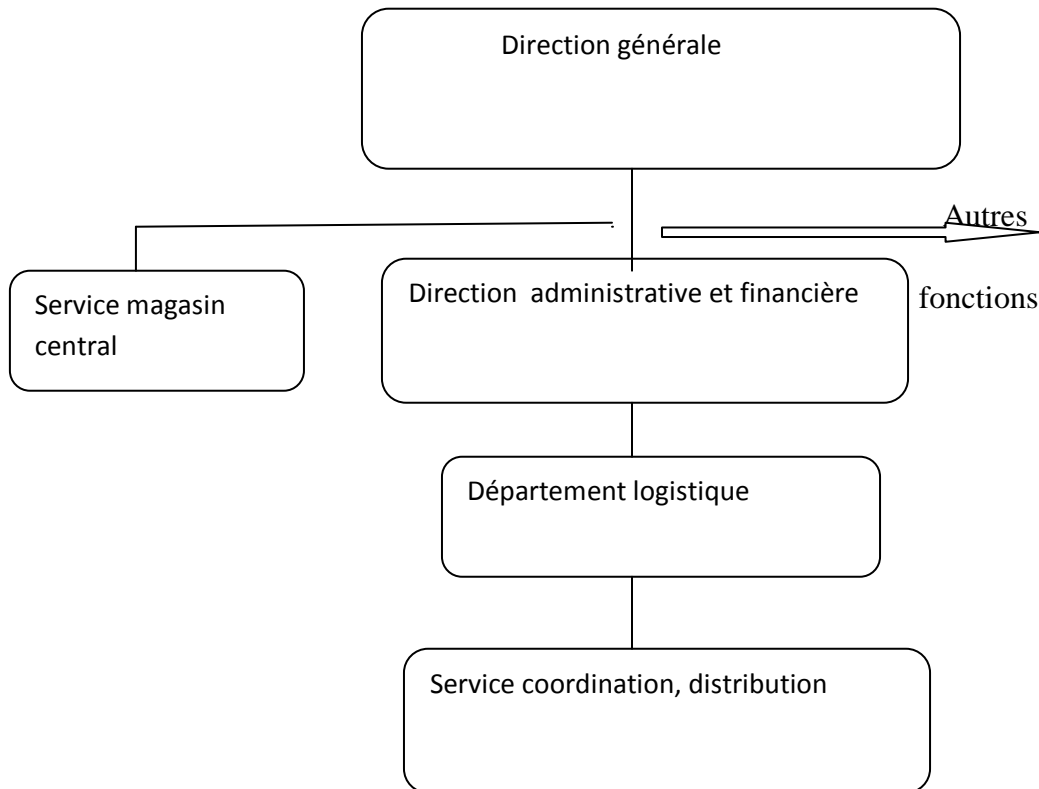 Direction générale
Autres
Service magasin
central
Direction administrative et financière
fonctions
Département logistique
Service coordination, distribution